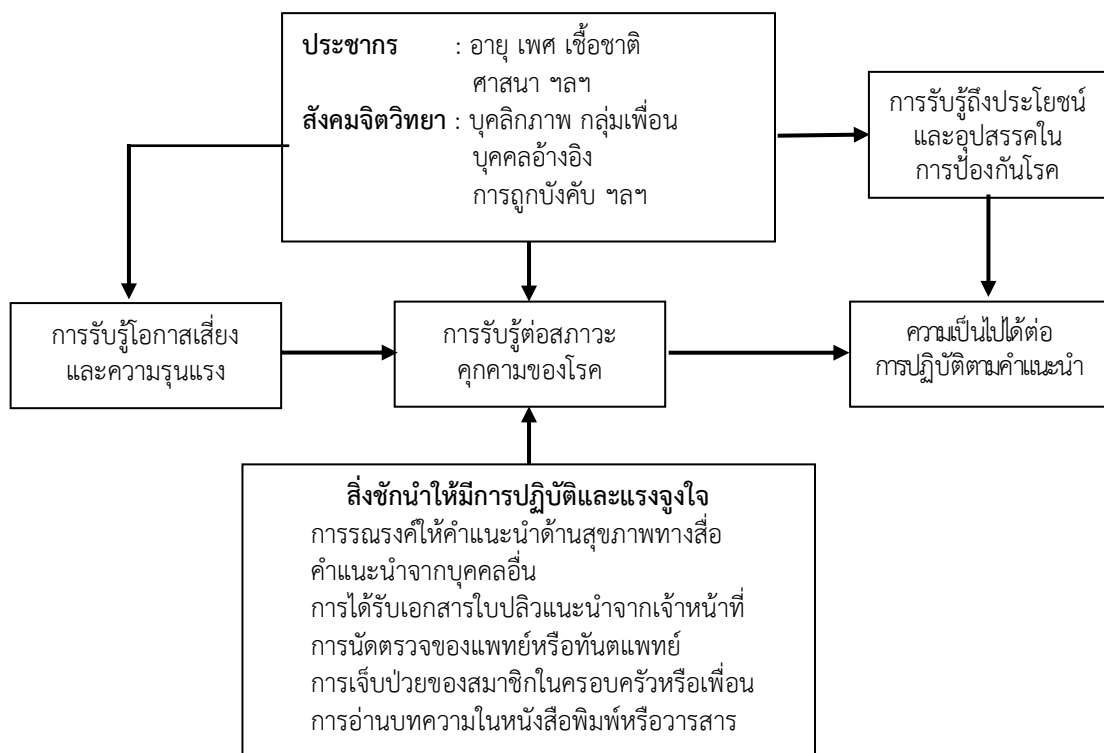 ประชากร : อายุ เพศ เชื้อชาติ
ศาสนา ฯลฯ
สังคมจิตวิทยา : บุคลิกภาพ กลุ่มเพื่อน
บุคคลอ้างอิง
การถูกบังคับ ฯลฯ
การรับรู้ถึงประโยชน์
และอุปสรรคใน
การป้องกันโรค
การรับรู้โอกาสเสี่ยง
และความรุนแรง
การรับรู้ต่อสภาวะ
คุกคามของโรค
ความเป็นไปได้ต่อ
การปฏิบัติตามคำแนะนำ
สิ่งชักนำให้มีการปฏิบัติและแรงจูงใจ
การรณรงค์ให้คำแนะนำด้านสุขภาพทางสื่อ
คำแนะนำจากบุคคลอื่น
การได้รับเอกสารใบปลิวแนะนำจากเจ้าหน้าที่
การนัดตรวจของแพทย์หรือทันตแพทย์
การเจ็บป่วยของสมาชิกในครอบครัวหรือเพื่อน
การอ่านบทความในหนังสือพิมพ์หรือวารสาร